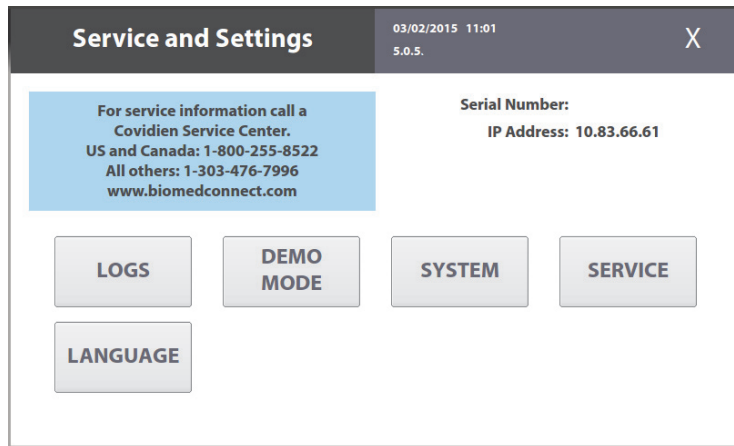 Service and Settings
03/02/2015 11:01
5.0.5.
X
For service information call a
Covidien Service Center.
US and Canada: 1-800-255-8522
All others: 1-303-476-7996
www.biomedconnect.com
Serial Number:
IP Address: 10.83.66.61
LOGS
DEMO
MODE
SYSTEM
SERVICE
LANGUAGE